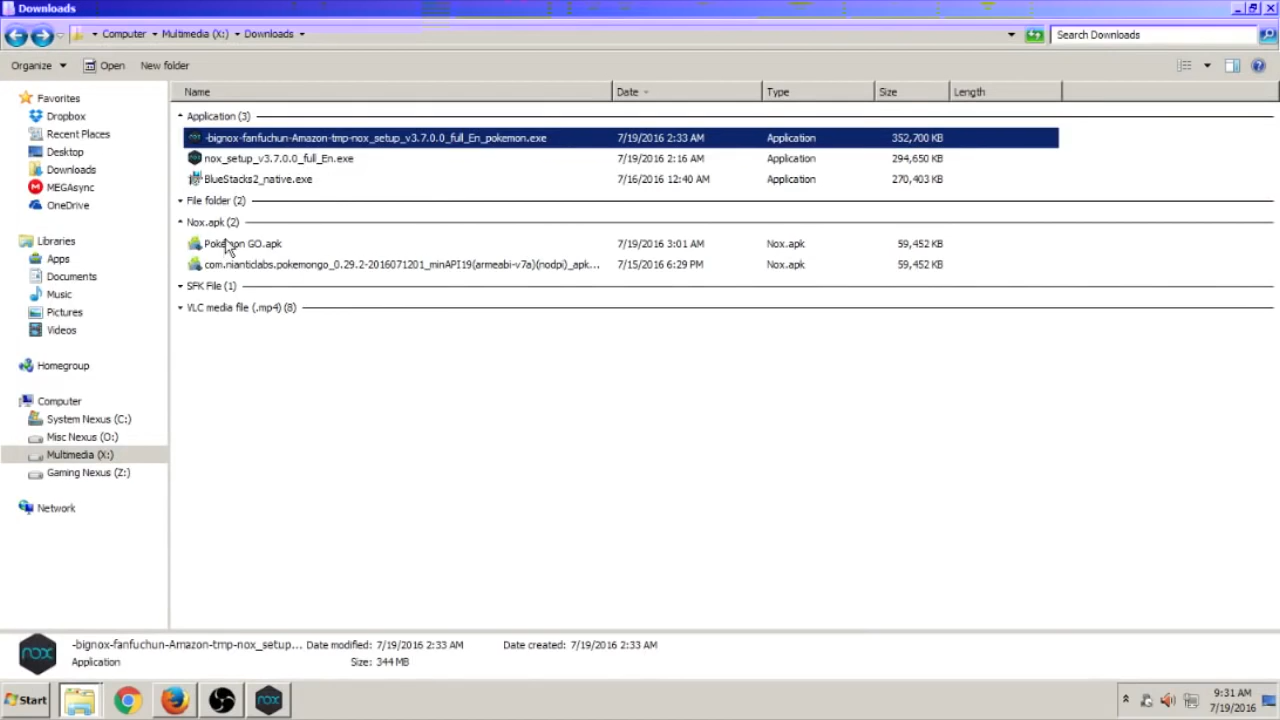 Downloads
Computer Multimedia (X:) Downloads Search Downloads
Organize Open New folder
Name Date Type Size Length
Favorites
Dropbox
Recent Places
Desktop
Downloads
MEGAsync
OneDrive
Libraries
Apps
Documents
Music
Pictures
Videos
Homegroup
Computer
System Nexus (C:)
Misc Nexus (O:)
Multimedia (X:)
Gaming Nexus (Z:)
Network
Application (3)
-bignox-fanfuchun-Amazon-tmp-nox_setup_v3.7.0.0_full_En_pokemon.exe 7/19/2016 2:33 AM Application 352,700 KB
nox_setup_v3.7.0.0_full_En.exe 7/19/2016 2:16 AM Application 294,650 KB
BlueStacks2_native.exe 7/16/2016 12:40 AM Application 270,403 KB
File folder (2)
Nox.apk (2)
Pokemon GO.apk 7/19/2016 3:01 AM Nox.apk 59,452 KB
com.nianticlabs.pokemongo_0.29.2-2016071201_minAPI19(armeabi-v7a)(nodpi)_apk... 7/15/2016 6:29 PM Nox.apk 59,452 KB
SFK File (1)
VLC media file (.mp4) (8)
nox
-bignox-fanfuchun-Amazon-tmp-nox_setup... Date modified: 7/19/2016 2:33 AM Date created: 7/19/2016 2:33 AM
Application Size: 344 MB
Start nox 9:31 AM
7/19/2016